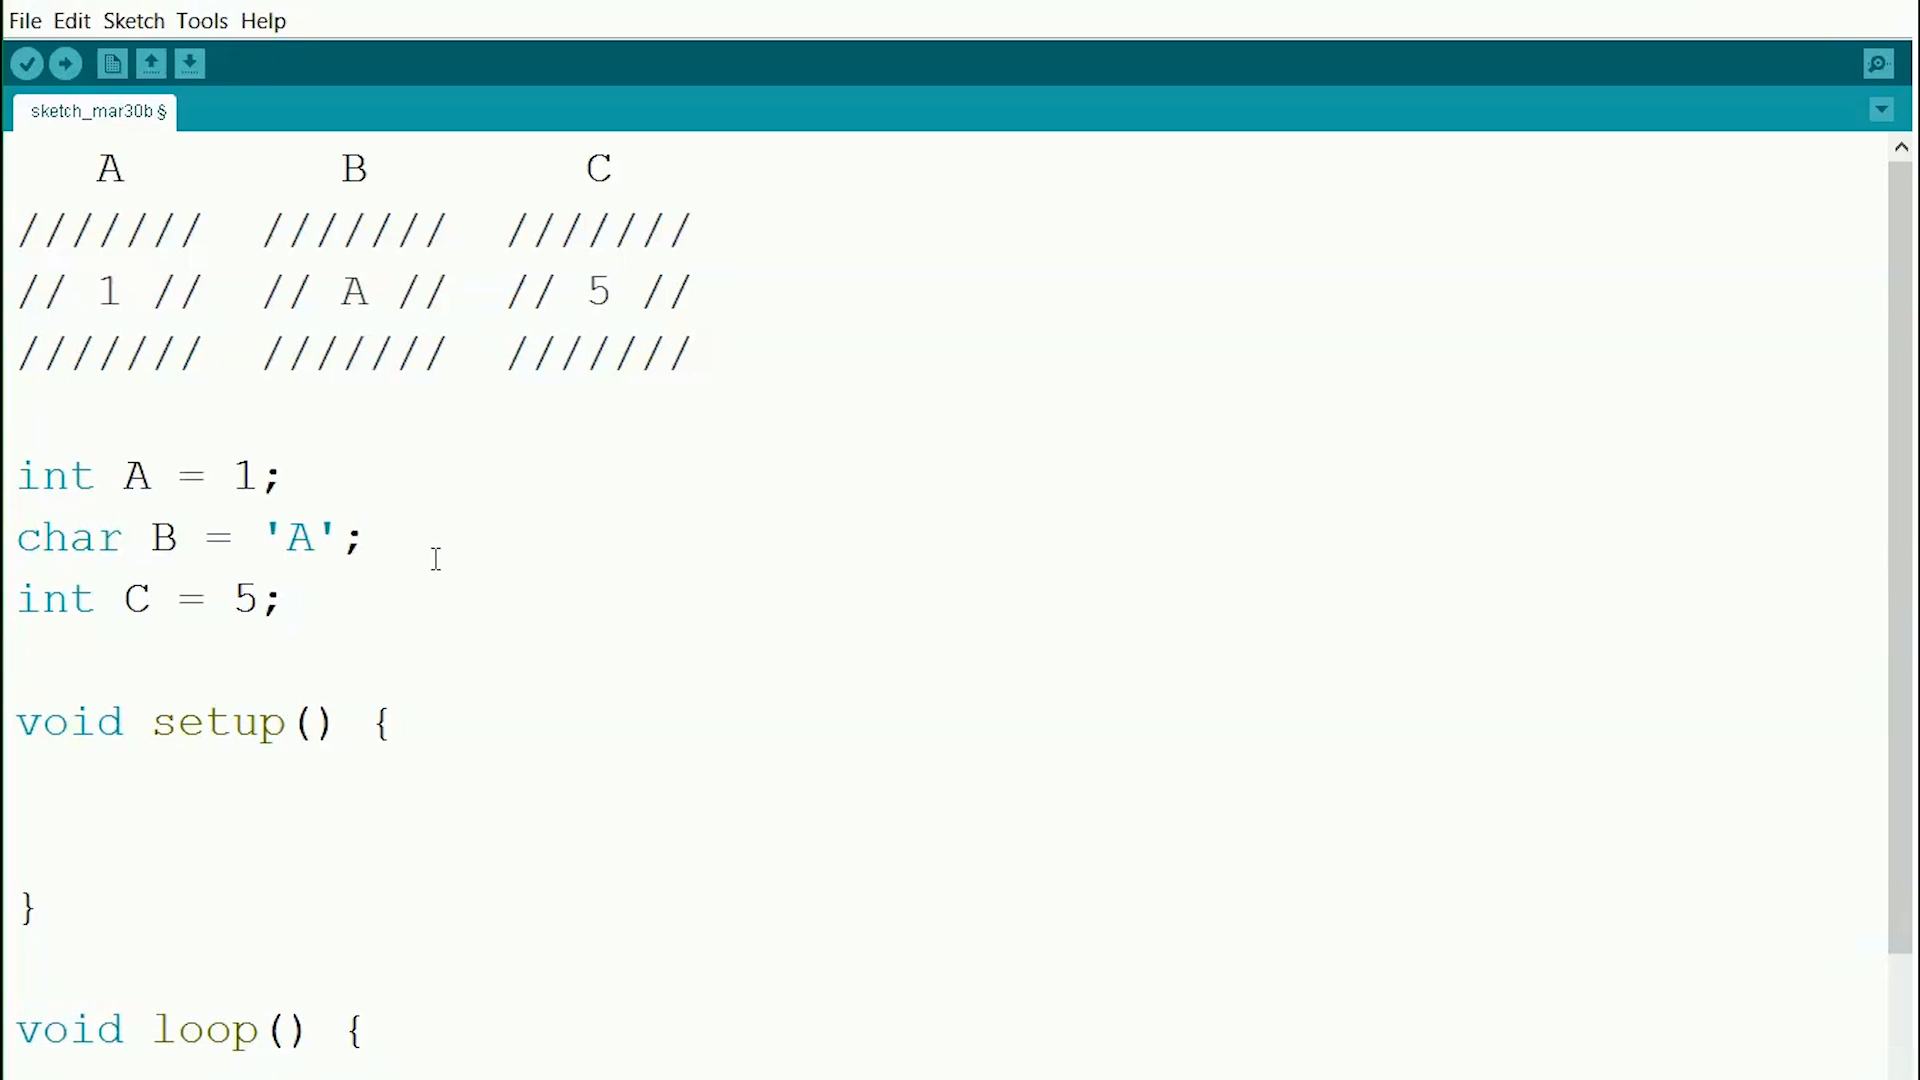 File Edit Sketch Tools Help
sketch_mar30b §
A B C
/////// /////// ///////
// 1 // // A // // 5 //
/////// /////// ///////
int A = 1;
char B = 'A';
int C = 5;
void setup() {
}
void loop() {